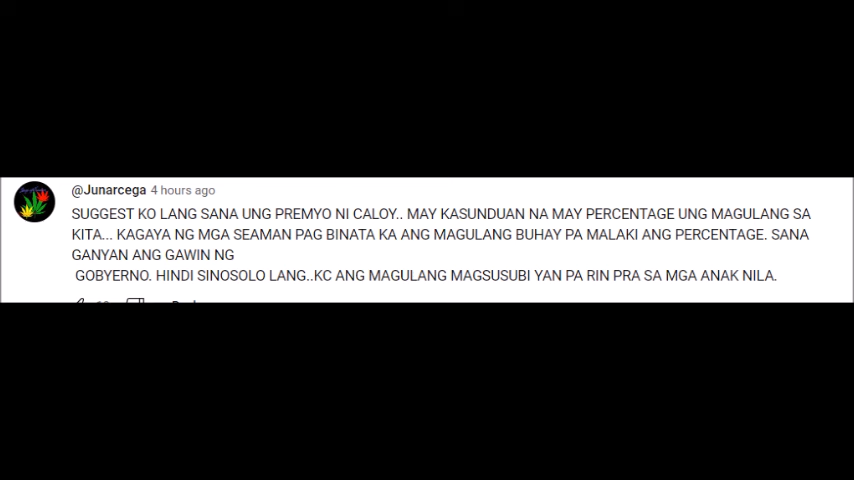 @Junarcega 4 hours ago
SUGGEST KO LANG SANA UNG PREMYO NI CALOY.. MAY KASUNDUAN NA MAY PERCENTAGE UNG MAGULANG SA
KITA... KAGAYA NG MGA SEAMAN PAG BINATA KA ANG MAGULANG BUHAY PA MALAKI ANG PERCENTAGE. SANA
GANYAN ANG GAWIN NG
GOBYERNO. HINDI SINOSOLO LANG..KC ANG MAGULANG MAGSUSUBI YAN PA RIN PRA SA MGA ANAK NILA.